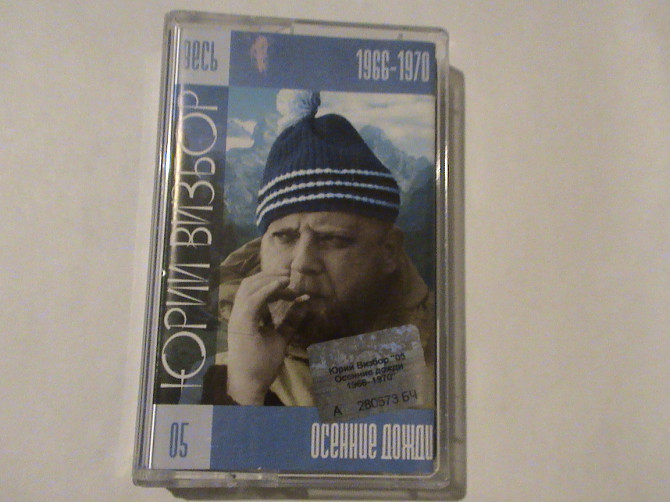 весь
1966-1970
ЮРИЙ ВИЗБОР
Юрий Визбор "05
Осенние дожди
1966-1970"
А 280573 БЧ
05
осенние дожди